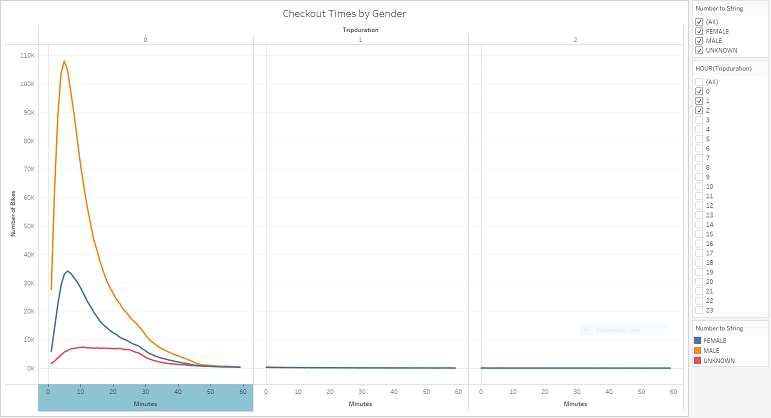 Checkout Times by Gender
Tripduration
0 1 2
110K
100K
90K
80K
70K
60K
50K
40K
30K
20K
10K
0K
Number of Bikes
0 10 20 30 40 50 60 0 10 20 30 40 50 60 0 10 20 30 40 50 60
Minutes Minutes Minutes
Number to String
(All)
FEMALE
MALE
UNKNOWN
HOUR(Tripduration)
(All)
0
1
2
3
4
5
6
7
8
9
10
11
12
13
14
15
16
17
18
19
20
21
22
23
Number to String
FEMALE
MALE
UNKNOWN